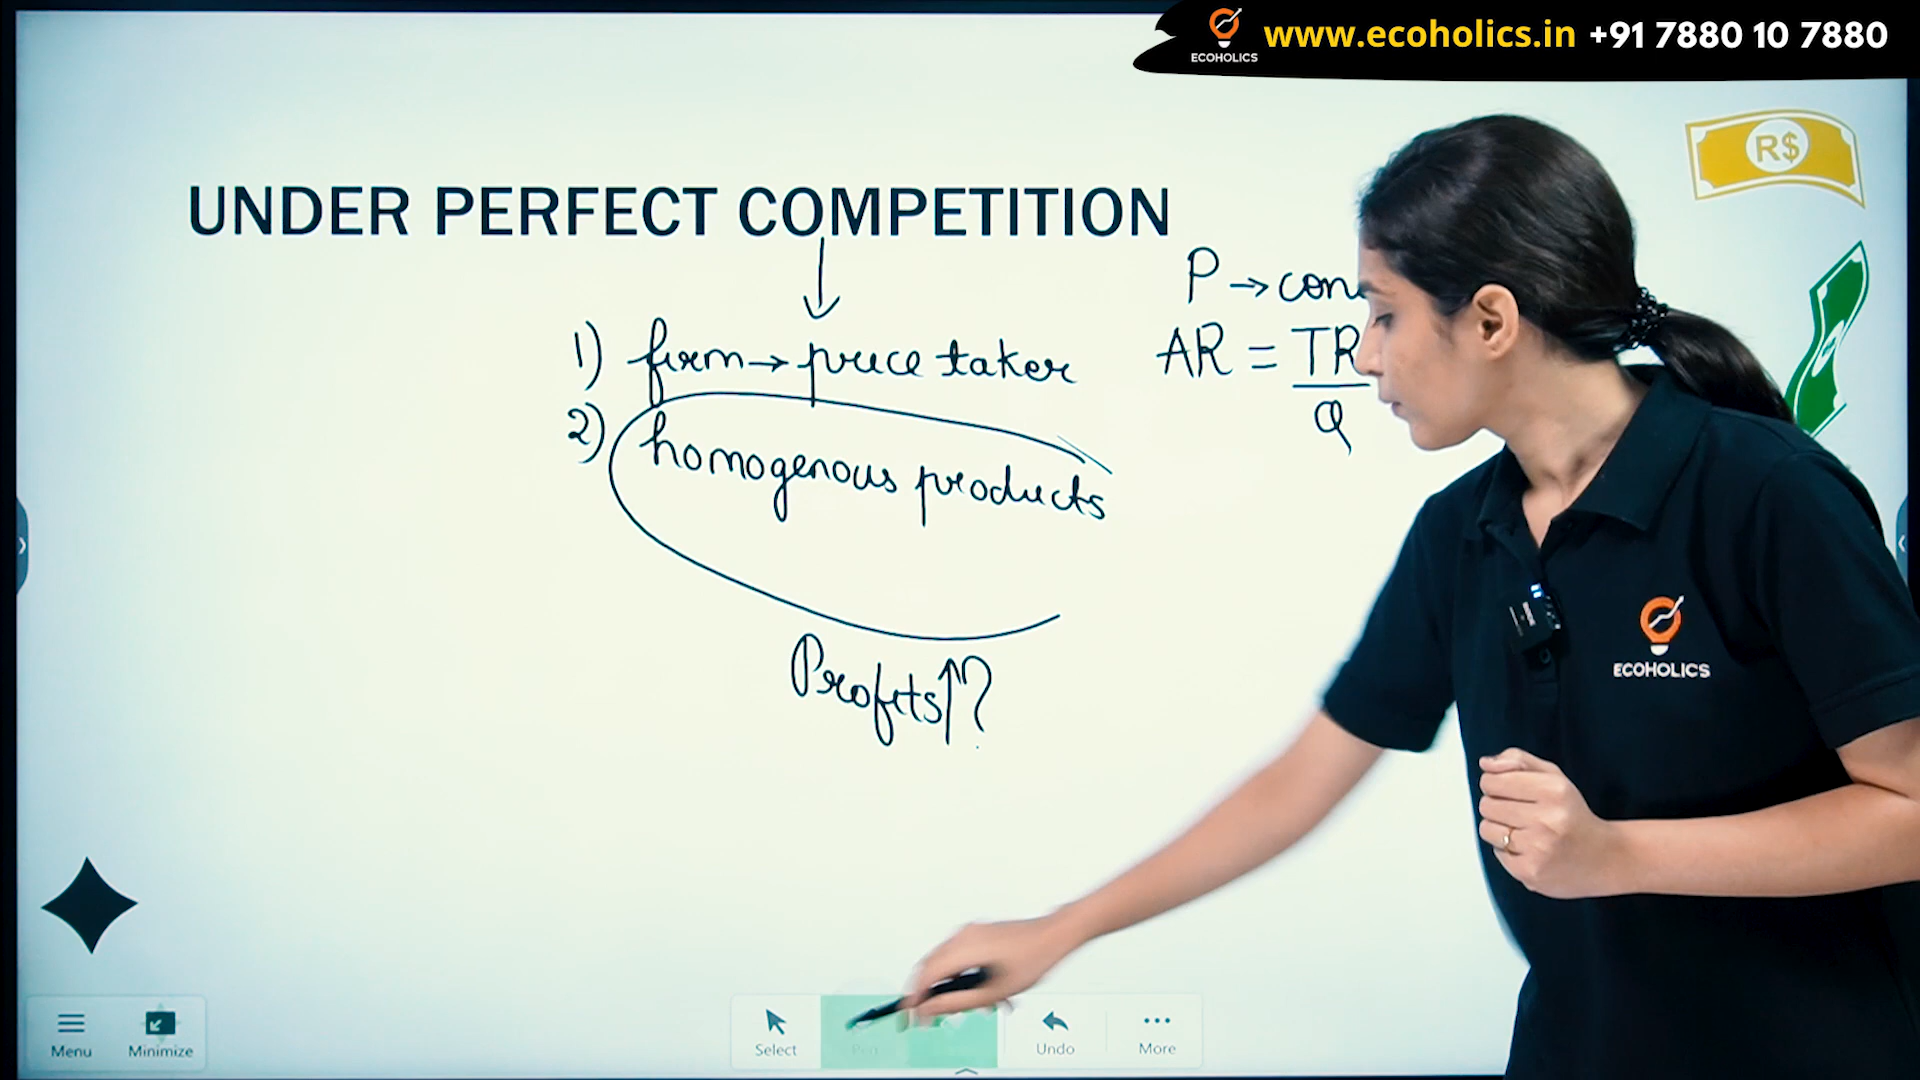 ECOHOLICS
www.ecoholics.in +91 7880 10 7880
R$
UNDER PERFECT COMPETITION
P → con
1) firm → price taker
AR = TR
Q
2) homogenous products
Profits↑?
ECOHOLICS
Menu
Minimize
Select
Undo
More